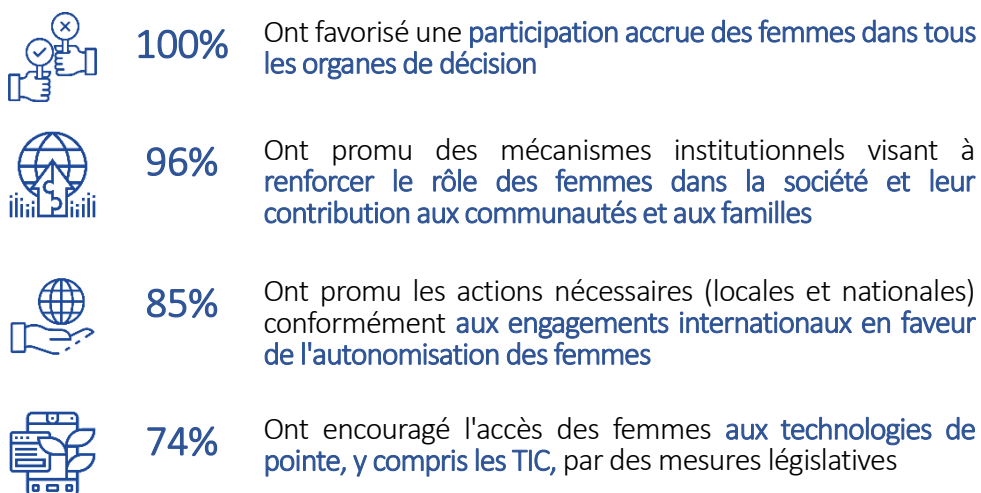 100%
Ont favorisé une participation accrue des femmes dans tous
les organes de décision
96%
Ont promu des mécanismes institutionnels visant à
renforcer le rôle des femmes dans la société et leur
contribution aux communautés et aux familles
85%
Ont promu les actions nécessaires (locales et nationales)
conformément aux engagements internationaux en faveur
de l'autonomisation des femmes
74%
Ont encouragé l'accès des femmes aux technologies de
pointe, y compris les TIC, par des mesures législatives